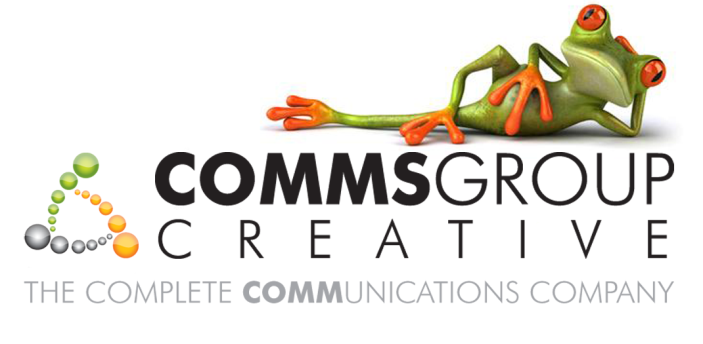 COMMSGROUP
CREATIVE
THE COMPLETE COMMUNICATIONS COMPANY